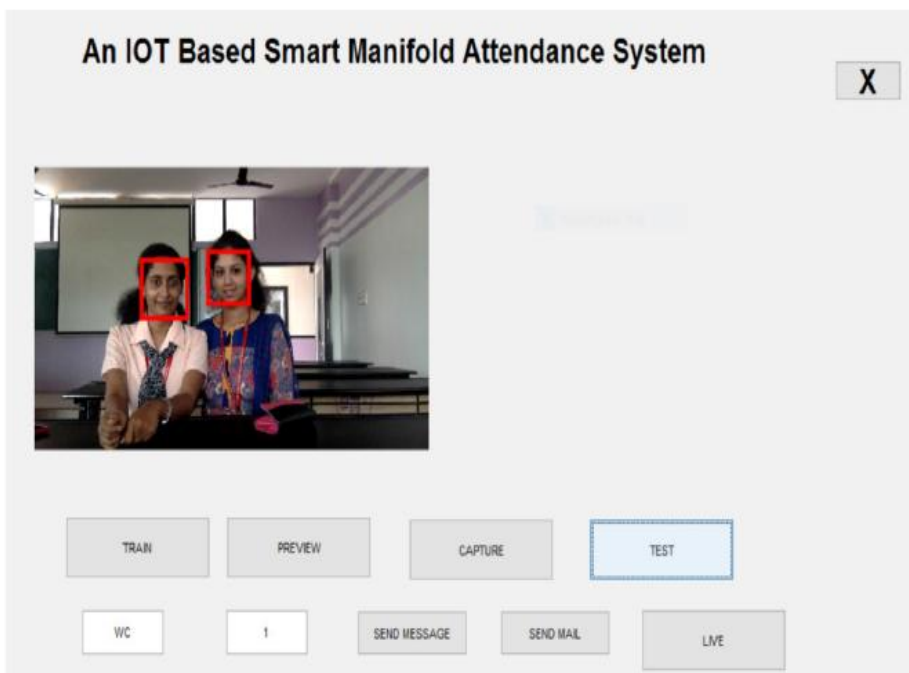 An IOT Based Smart Manifold Attendance System
X
TRAIN
PREVIEW
CAPTURE
TEST
WC
1
SEND MESSAGE
SEND MAIL
LIVE